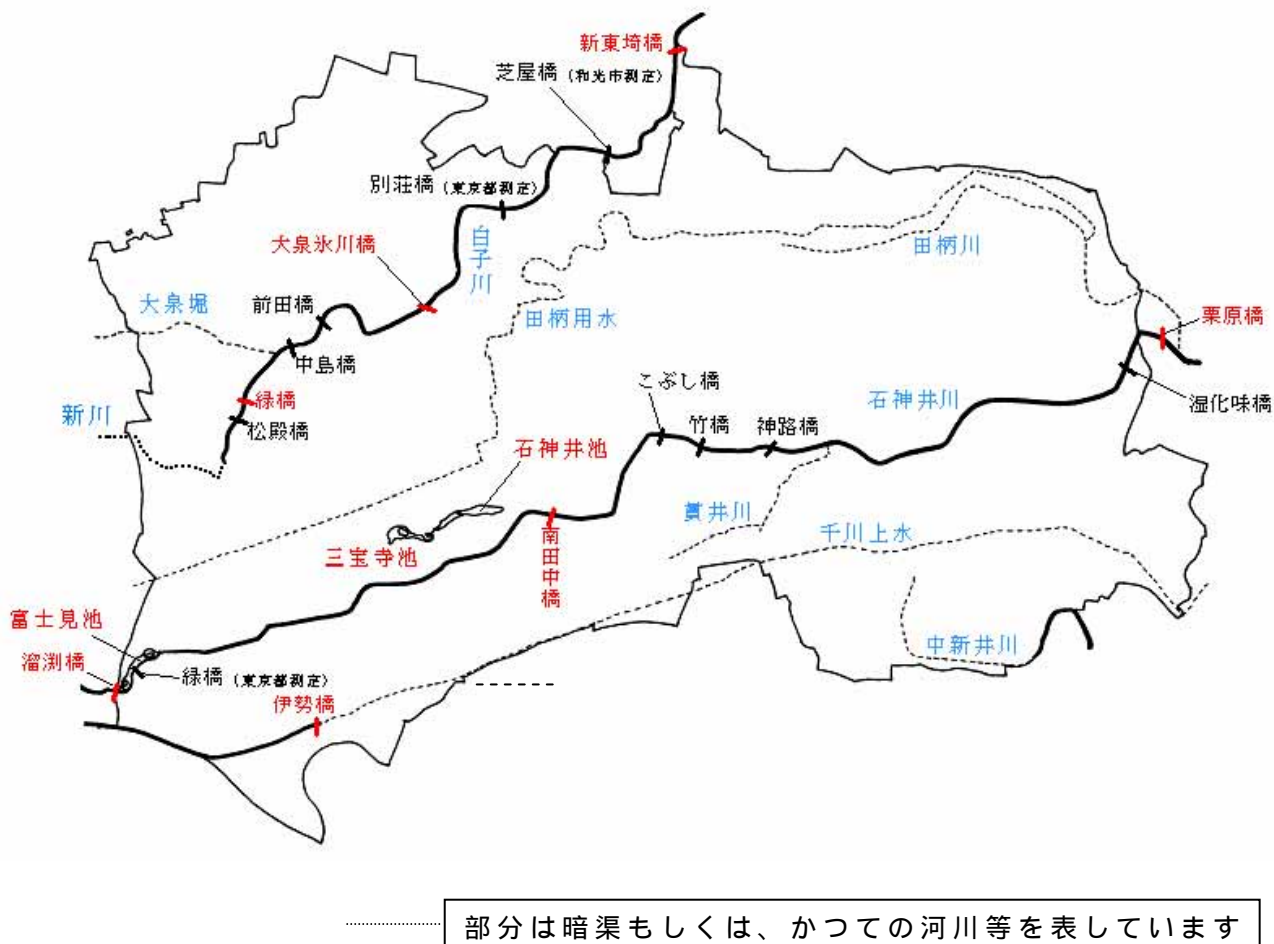 新東埼橋
芝屋橋（和光市測定）
別荘橋（東京都測定）
白子川
大泉氷川橋
田柄川
大泉堀
前田橋
田柄用水
栗原橋
中島橋
こぶし橋
石神井川
湿化味橋
緑橋
新川
松殿橋
竹橋
神路橋
石神井池
貫井川
千川上水
三宝寺池
南田中橋
富士見池
中新井川
溜渕橋
緑橋（東京都測定）
伊勢橋
部分は暗渠もしくは、かつての河川等を表しています